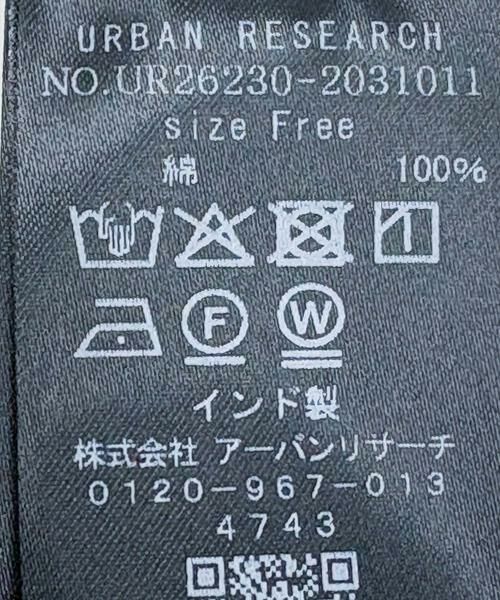 URBAN RESEARCH
NO.UR26230-2031011
size Free
綿 100%
F W
インド製
株式会社 アーバンリサーチ
0120-967-013
4743